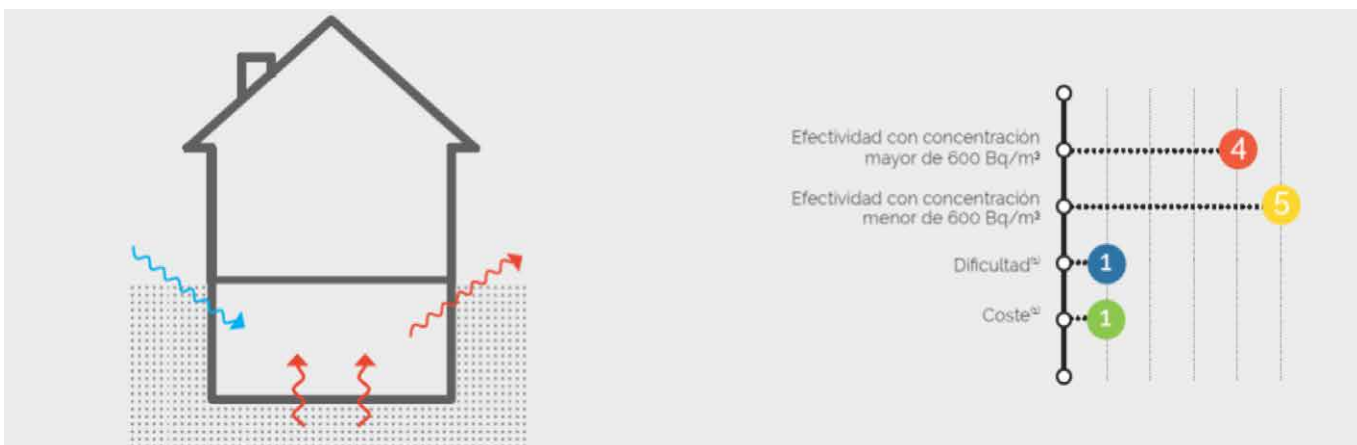 Efectividad con concentración
mayor de 600 Bq/m³
4
Efectividad con concentración
menor de 600 Bq/m³
5
Dificultad⁽¹⁾
1
Coste⁽¹⁾
1